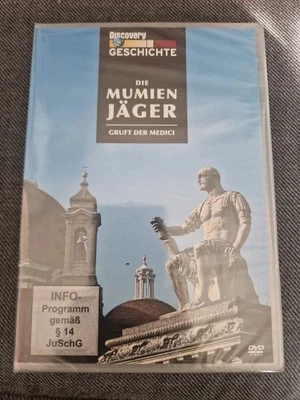 Discovery
GESCHICHTE
DIE
MUMIEN
JÄGER
GRUFT DER MEDICI
INFO-
Programm
gemäß
§ 14
JuSchG
DVD